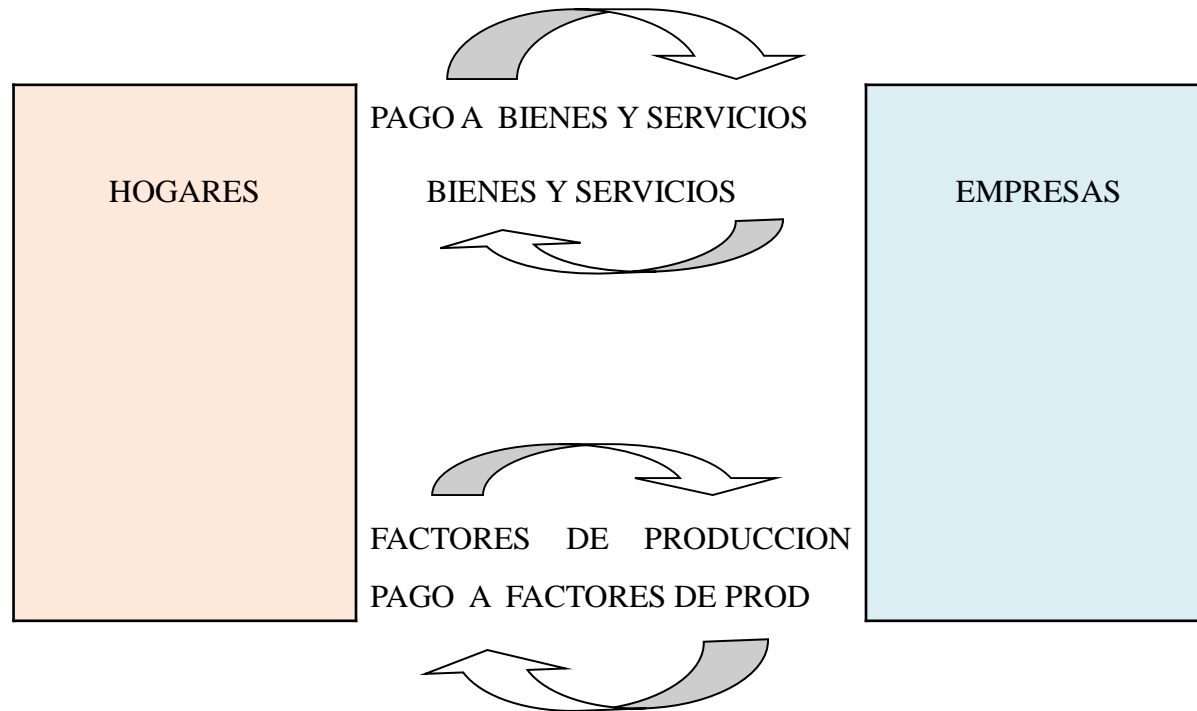 PAGO A BIENES Y SERVICIOS
HOGARES
BIENES Y SERVICIOS
EMPRESAS
FACTORES DE PRODUCCION
PAGO A FACTORES DE PROD